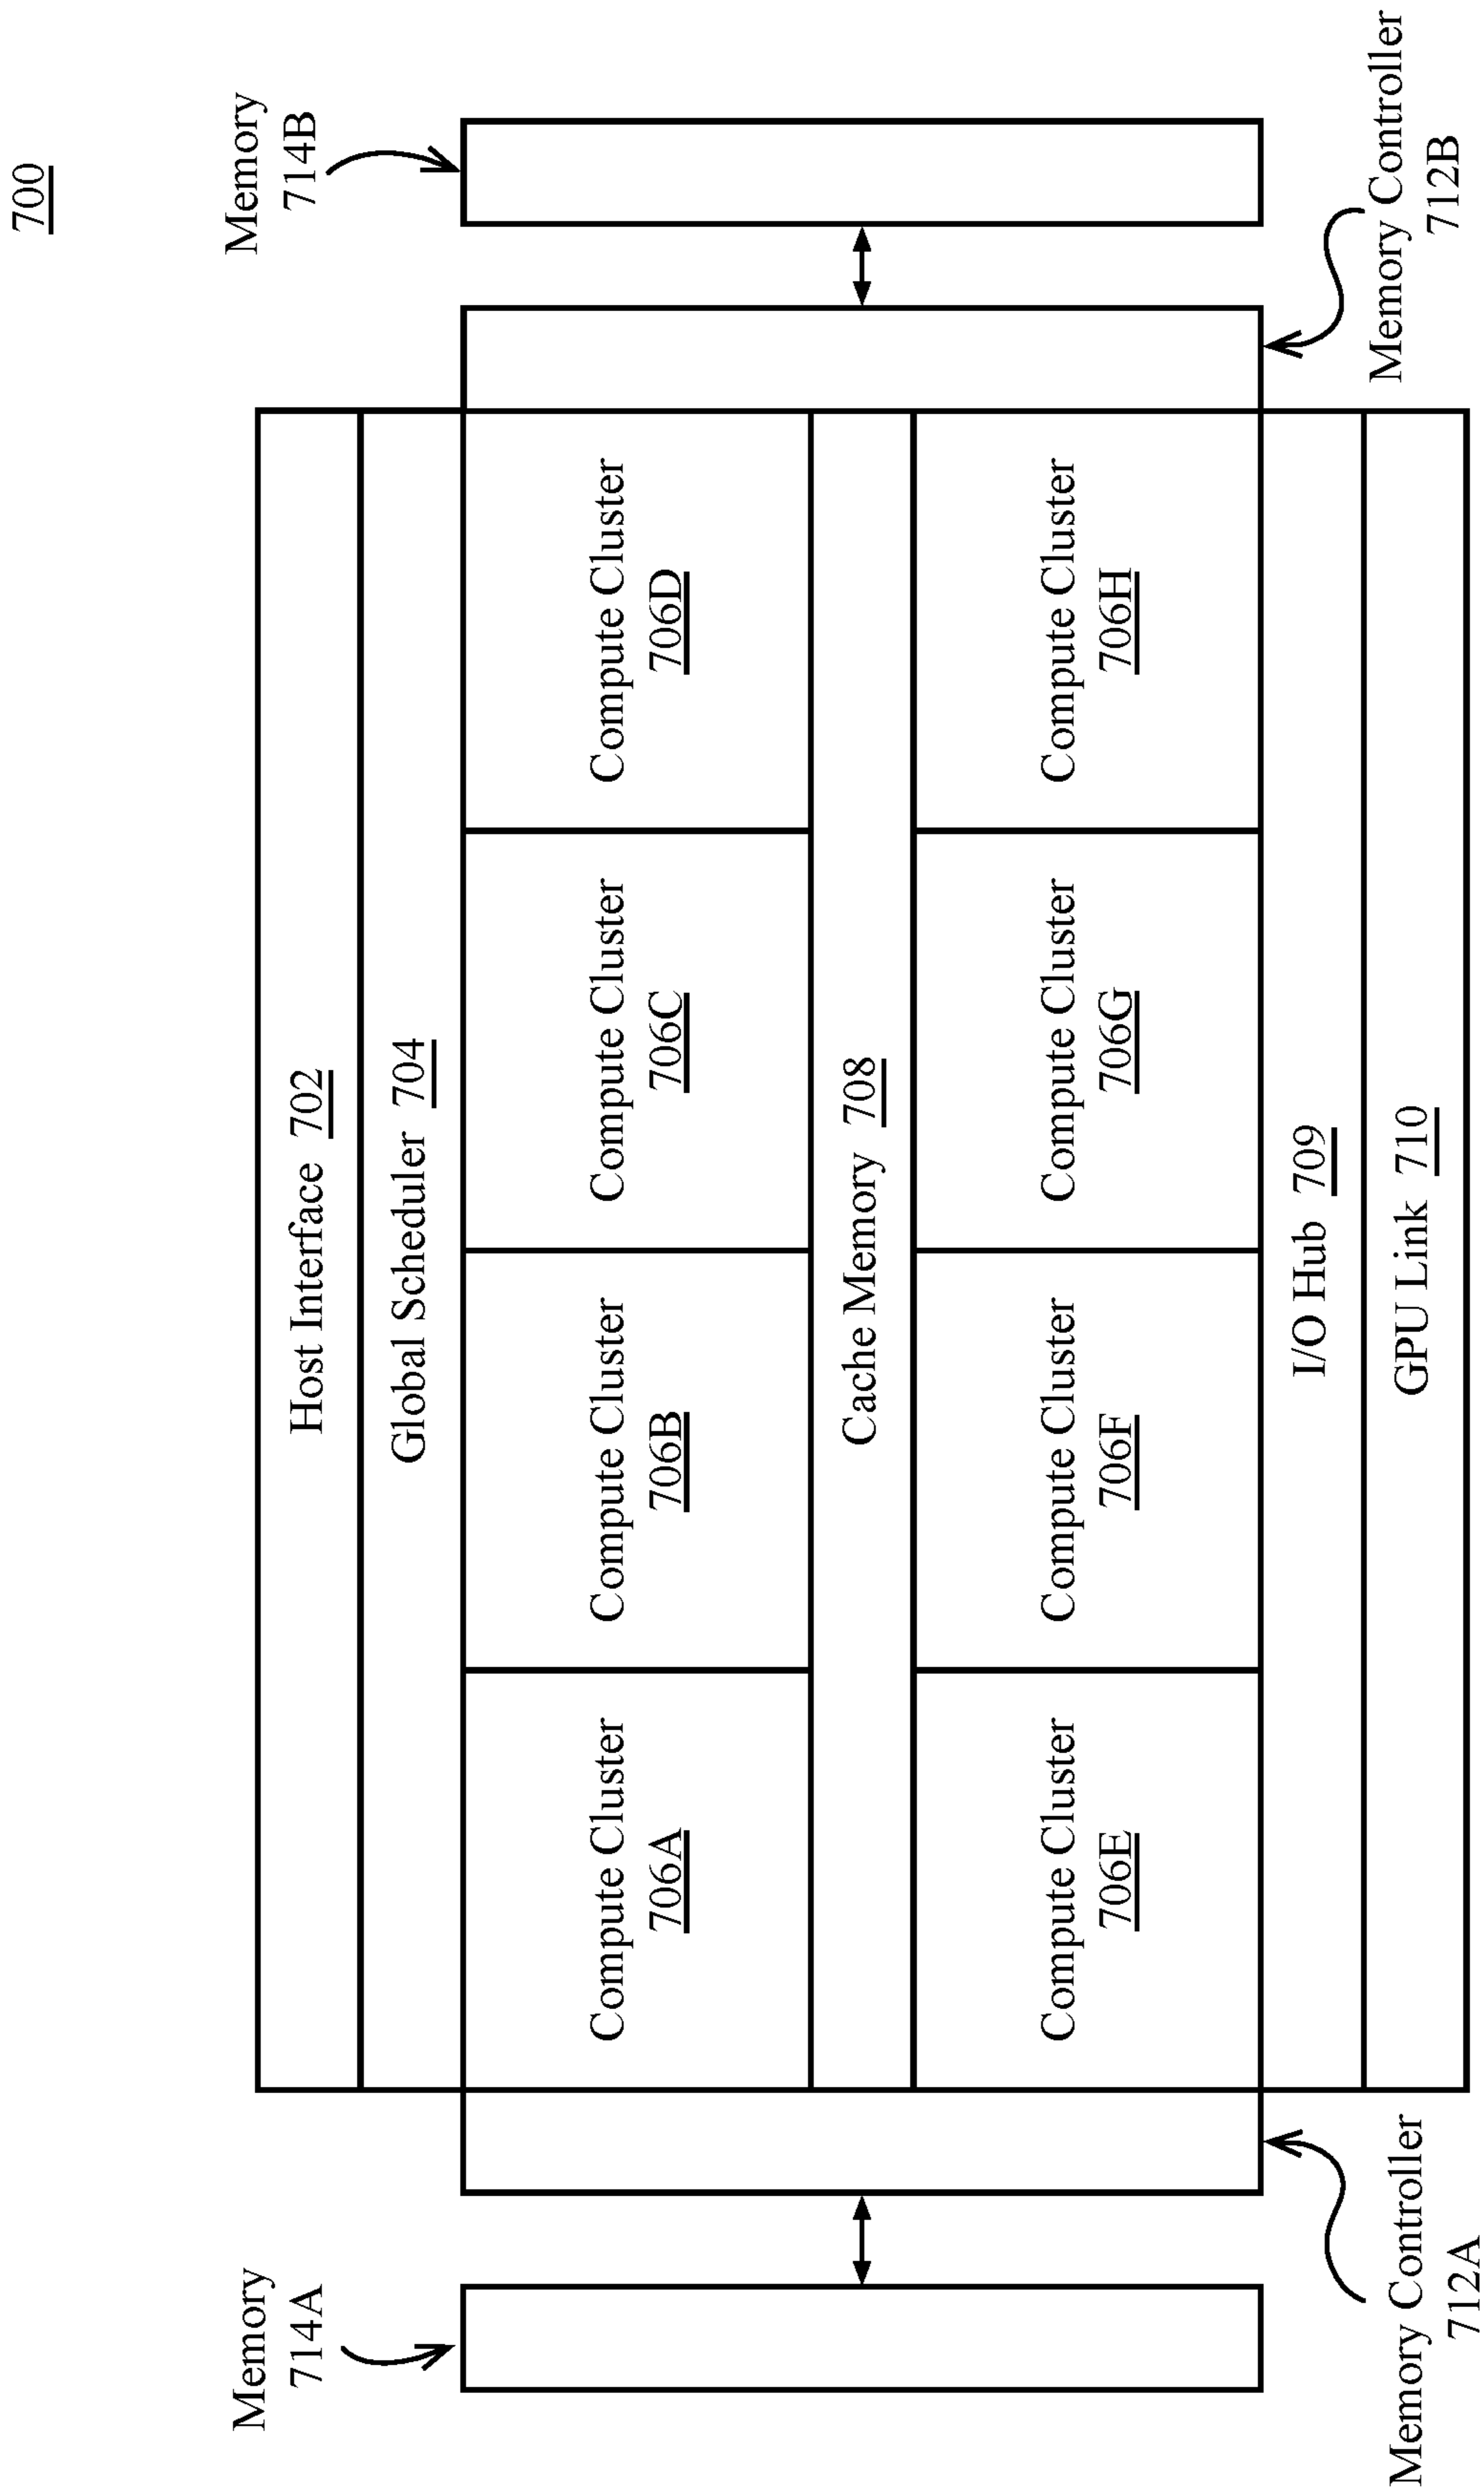 700
Memory
714B
Memory
714A
Host Interface 702
Global Scheduler 704
Compute Cluster
706A
Compute Cluster
706B
Compute Cluster
706C
Compute Cluster
706D
Cache Memory 708
Compute Cluster
706E
Compute Cluster
706F
Compute Cluster
706G
Compute Cluster
706H
I/O Hub 709
GPU Link 710
Memory Controller
712A
Memory Controller
712B